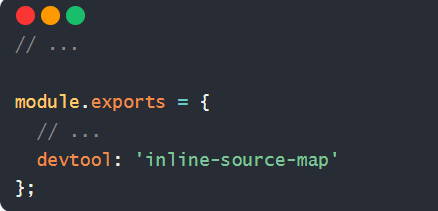 // ...
module.exports = {
// ...
devtool: 'inline-source-map'
};